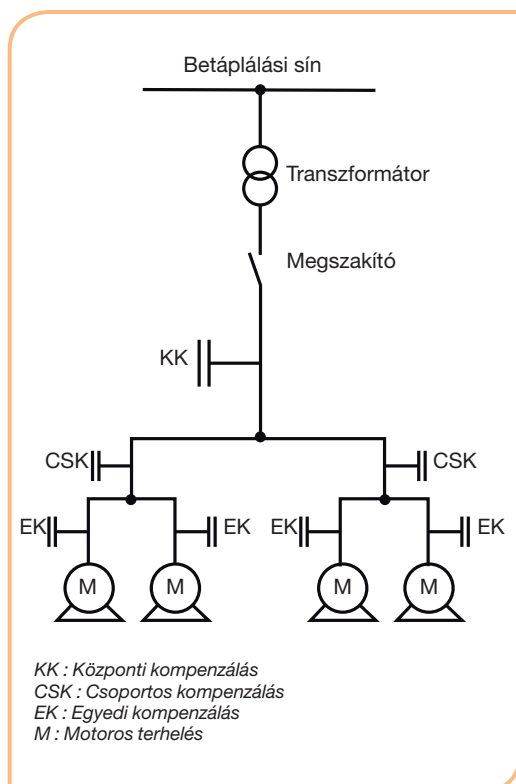 Betáplálási sín
Transzformátor
Megszakító
KK
CSK
CSK
EK
EK
EK
EK
M
M
M
M
KK : Központi kompenzálás
CSK : Csoportos kompenzálás
EK : Egyedi kompenzálás
M : Motoros terhelés